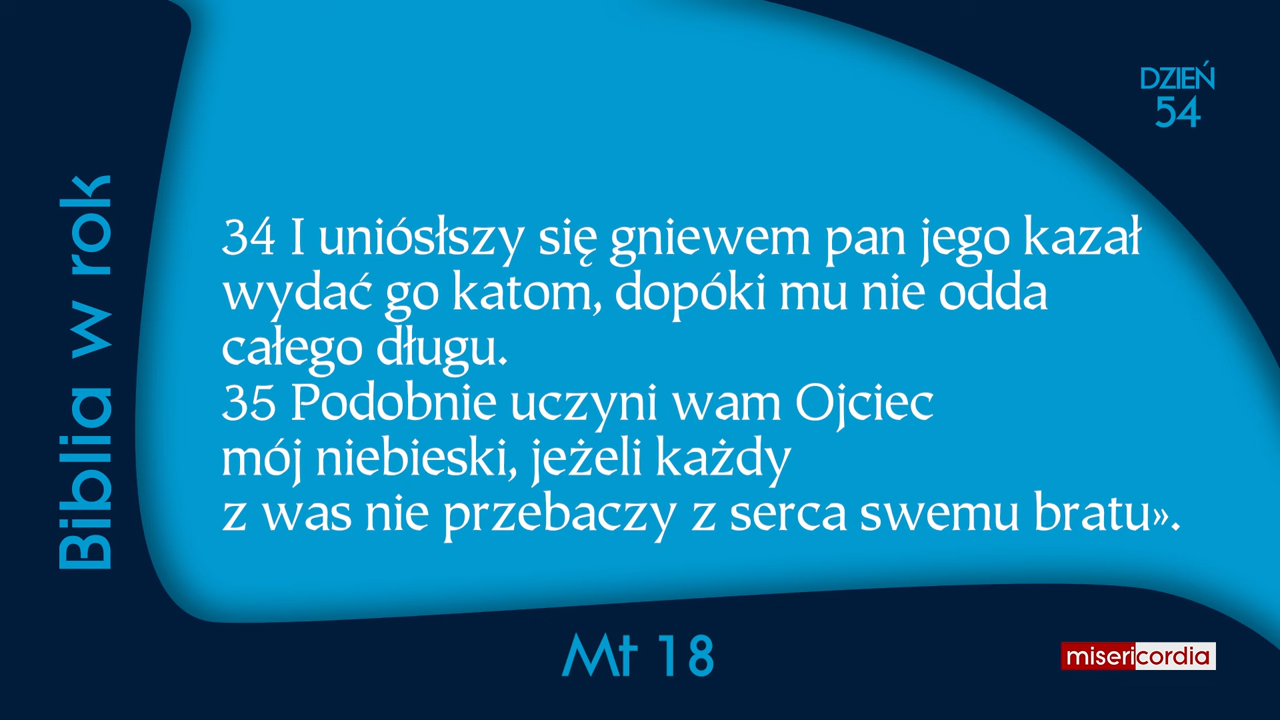 DZIEŃ
54
Biblia w rok
34 I uniósłszy się gniewem pan jego kazał
wydać go katom, dopóki mu nie odda
całego długu.
35 Podobnie uczyni wam Ojciec
mój niebieski, jeżeli każdy
z was nie przebaczy z serca swemu bratu».
Mt 18
misericordia